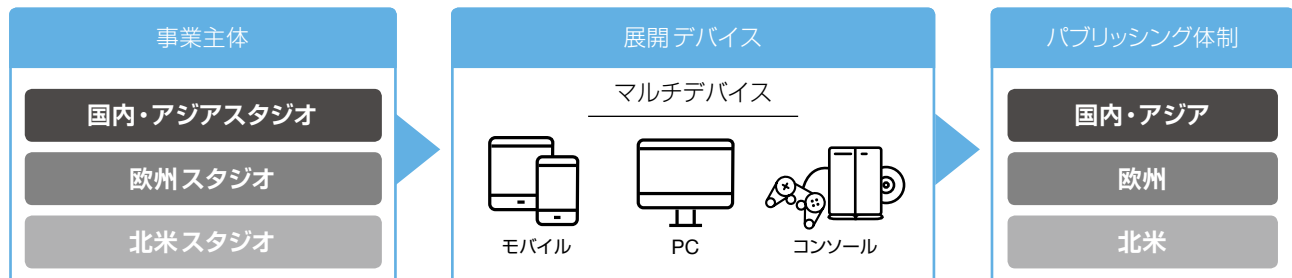 事業主体
国内・アジアスタジオ
欧州スタジオ
北米スタジオ
展開デバイス
マルチデバイス
モバイル
PC
コンソール
パブリッシング体制
国内・アジア
欧州
北米